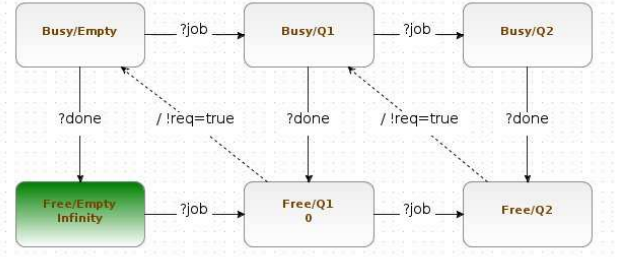 Busy/Empty ?job Busy/Q1 ?job Busy/Q2
?done / !req=true ?done / !req=true ?done
Free/Empty
Infinity
?job
Free/Q1
0
?job
Free/Q2